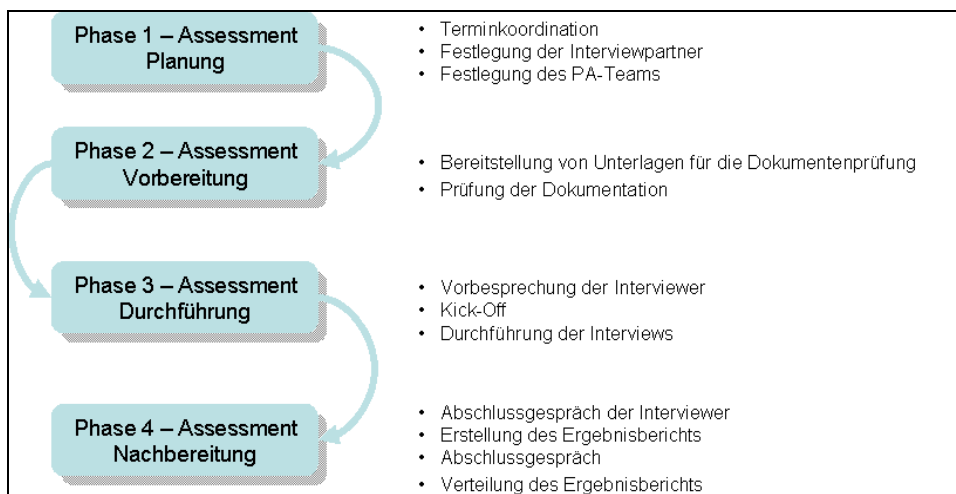 Phase 1 – Assessment
Planung
• Terminkoordination
• Festlegung der Interviewpartner
• Festlegung des PA-Teams
Phase 2 – Assessment
Vorbereitung
• Bereitstellung von Unterlagen für die Dokumentenprüfung
• Prüfung der Dokumentation
Phase 3 – Assessment
Durchführung
• Vorbesprechung der Interviewer
• Kick-Off
• Durchführung der Interviews
Phase 4 – Assessment
Nachbereitung
• Abschlussgespräch der Interviewer
• Erstellung des Ergebnisberichts
• Abschlussgespräch
• Verteilung des Ergebnisberichts